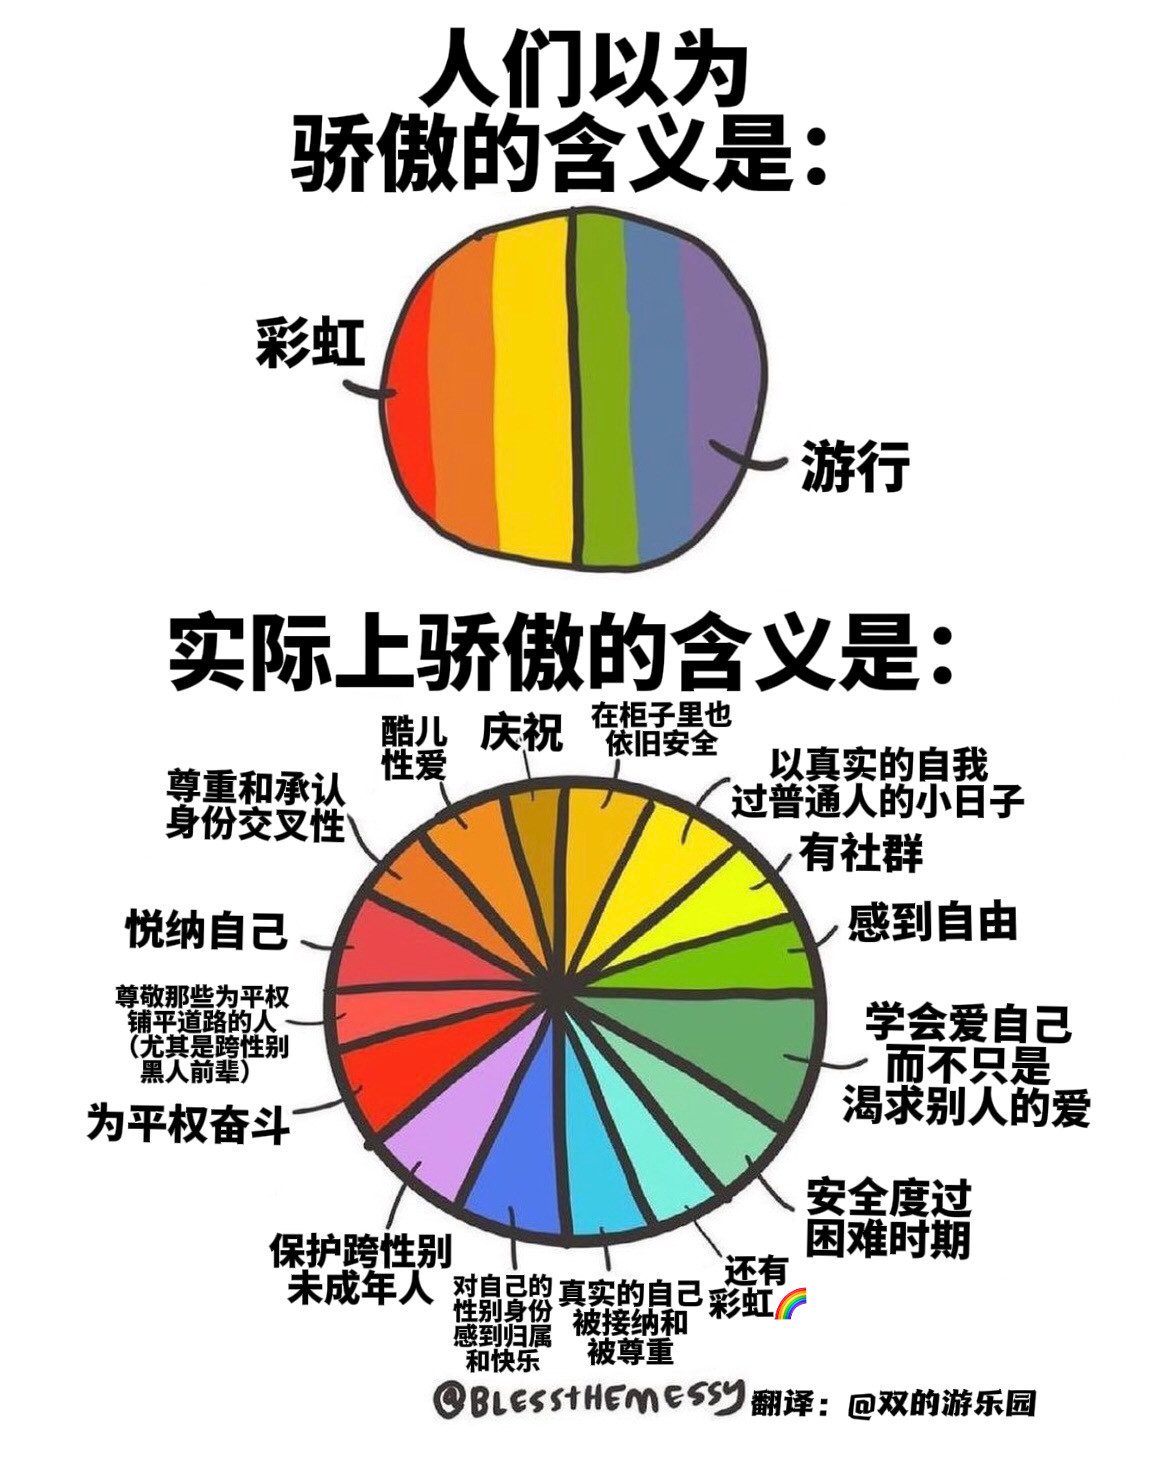 人们以为
骄傲的含义是：
彩虹
游行
实际上骄傲的含义是：
酷儿
性爱
庆祝
在柜子里也
依旧安全
以真实的自我
过普通人的小日子
有社群
感到自由
学会爱自己
而不只是
渴求别人的爱
安全度过
困难时期
还有
彩虹🌈
真实的自己
被接纳和
被尊重
对自己的
性别身份
感到归属
和快乐
保护跨性别
未成年人
为平权奋斗
尊敬那些为平权
铺平道路的人
（尤其是跨性别
黑人前辈）
悦纳自己
尊重和承认
身份交叉性
@BLESSTHEMESSY
翻译：@双的游乐园